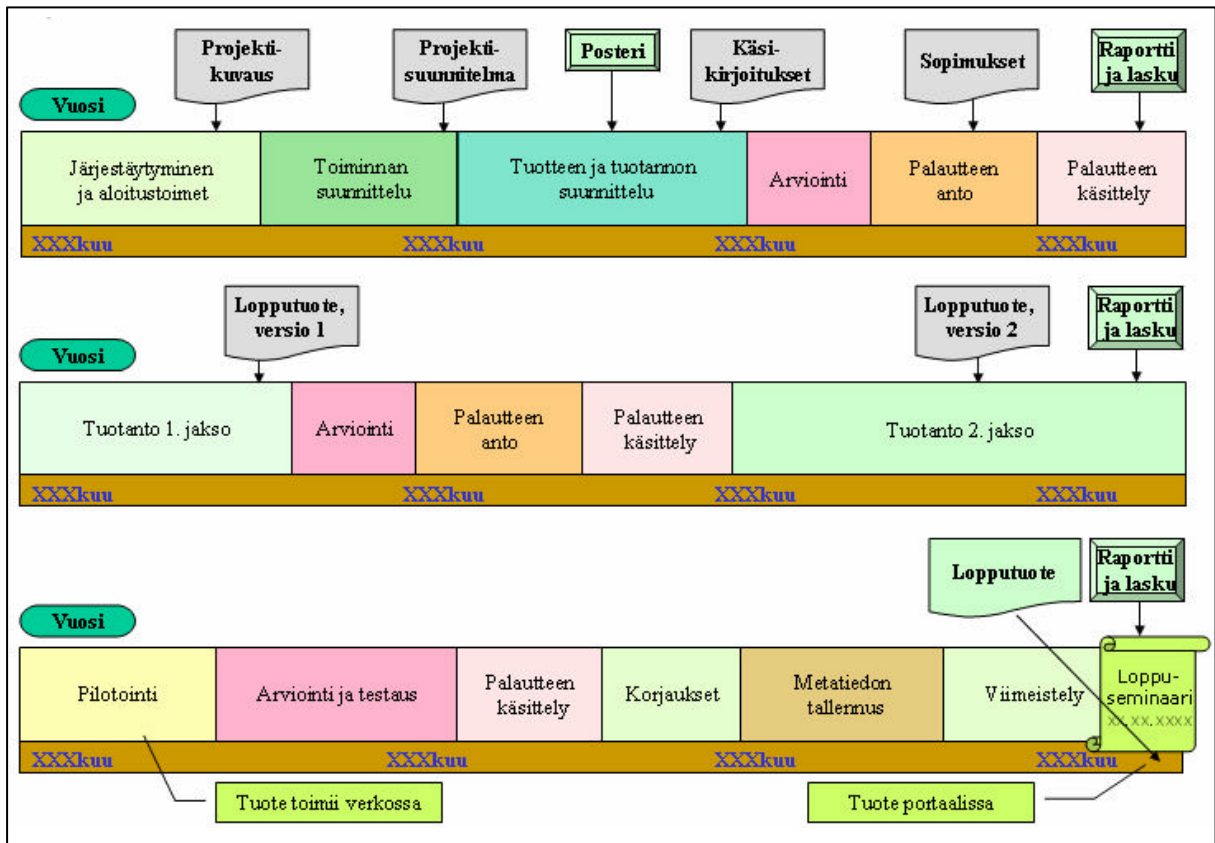 Projekti-
kuvaus
Projekti-
suunnitelma
Posteri
Käsi-
kirjoitukset
Sopimukset
Raportti
ja lasku
Vuosi
Järjestäytyminen
ja aloitustoimet
Toiminnan
suunnittelu
Tuotteen ja tuotannon
suunnittelu
Arviointi
Palautteen
anto
Palautteen
käsittely
XXXkuu XXXkuu XXXkuu XXXkuu
Lopputuote,
versio 1
Lopputuote,
versio 2
Raportti
ja lasku
Vuosi
Tuotanto 1. jakso
Arviointi
Palautteen
anto
Palautteen
käsittely
Tuotanto 2. jakso
XXXkuu XXXkuu XXXkuu XXXkuu
Lopputuote
Raportti
ja lasku
Vuosi
Pilotointi
Arviointi ja testaus
Palautteen
käsittely
Korjaukset
Metatiedon
tallennus
Viimeistely
Loppu-
seminaari
XX.XX.XXXX
XXXkuu XXXkuu XXXkuu XXXkuu
Tuote toimii verkossa
Tuote portaalissa